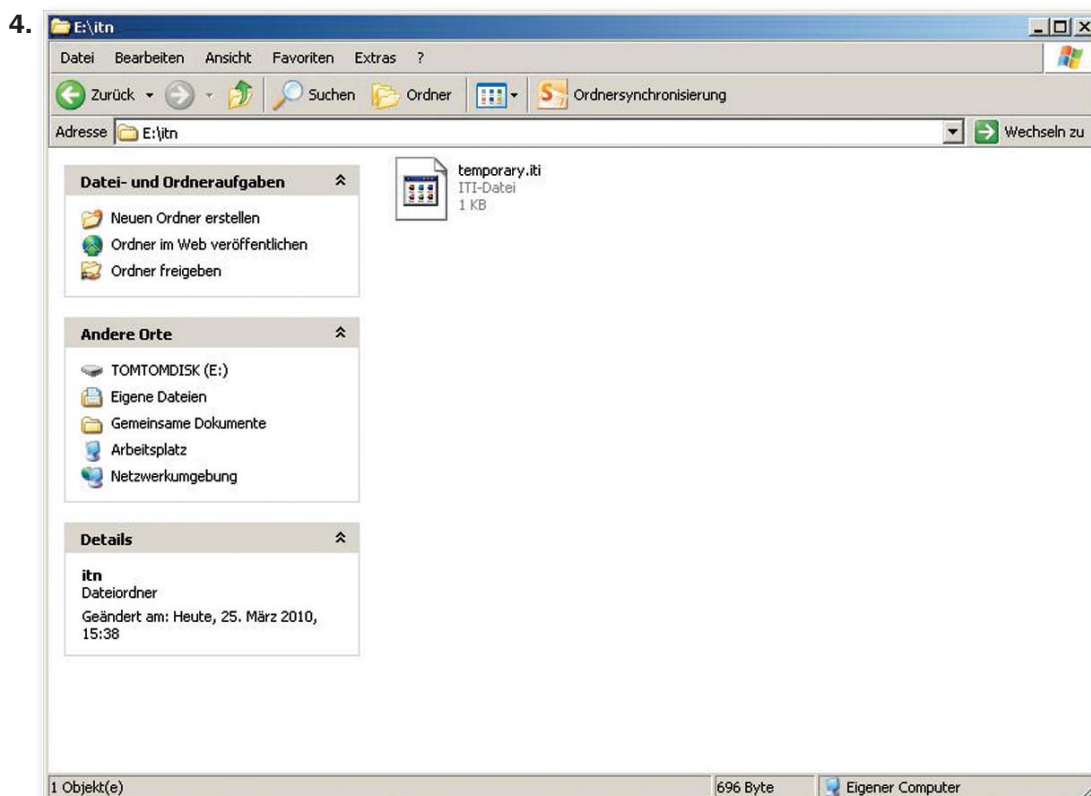 4.
E:\itn
Datei Bearbeiten Ansicht Favoriten Extras ?
Zurück Suchen Ordner Ordnersynchronisierung
Adresse E:\itn Wechseln zu
Datei- und Ordneraufgaben
Neuen Ordner erstellen
Ordner im Web veröffentlichen
Ordner freigeben
Andere Orte
TOMTOMDISK (E:)
Eigene Dateien
Gemeinsame Dokumente
Arbeitsplatz
Netzwerkumgebung
Details
itn
Dateiordner
Geändert am: Heute, 25. März 2010,
15:38
temporary.iti
ITI-Datei
1 KB
1 Objekt(e) 696 Byte Eigener Computer